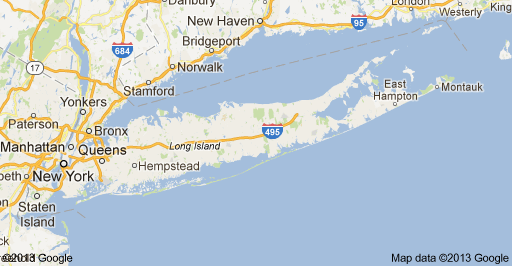 Danbury
New Haven
95
London
Westerly
King
684
Bridgeport
17
Norwalk
Stamford
Yonkers
East
Hampton
Montauk
Paterson
Bronx
495
Manhattan
Queens
Long Island
Hempstead
New York
Staten
Island
©2013 Google
Map data ©2013 Google